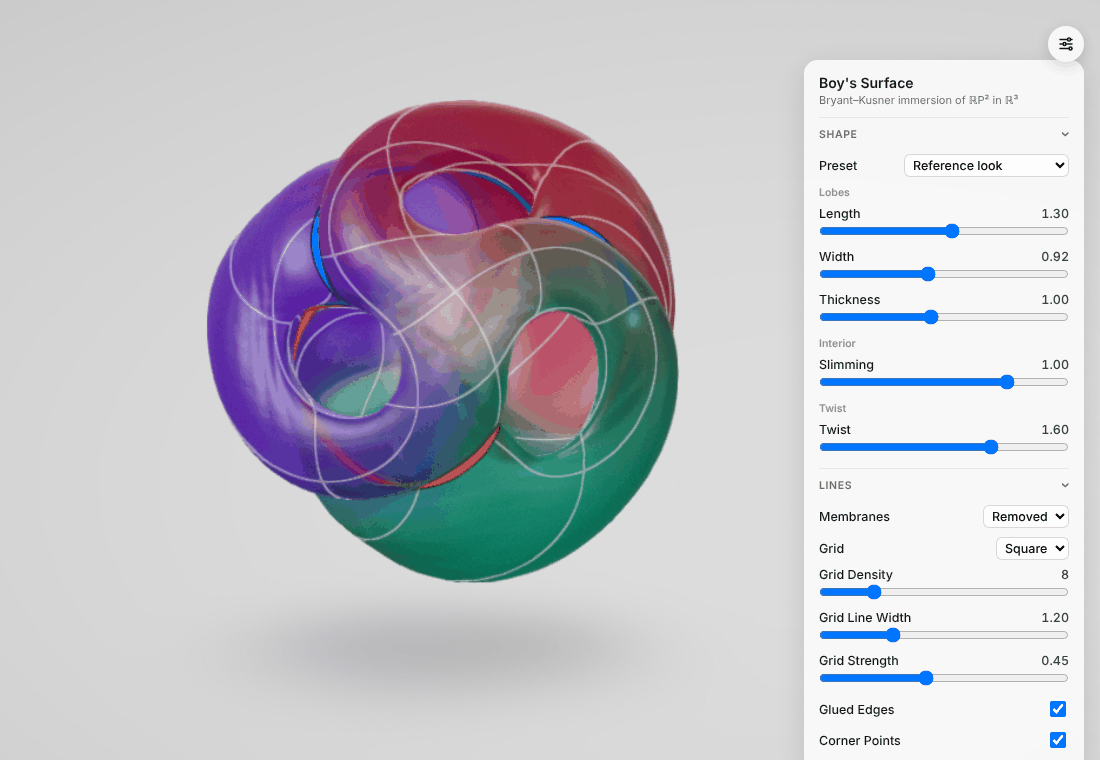 Boy's Surface
Bryant–Kusner immersion of ℝP² in ℝ³
SHAPE
Preset Reference look
Lobes
Length 1.30
Width 0.92
Thickness 1.00
Interior
Slimming 1.00
Twist
Twist 1.60
LINES
Membranes Removed
Grid Square
Grid Density 8
Grid Line Width 1.20
Grid Strength 0.45
Glued Edges
Corner Points